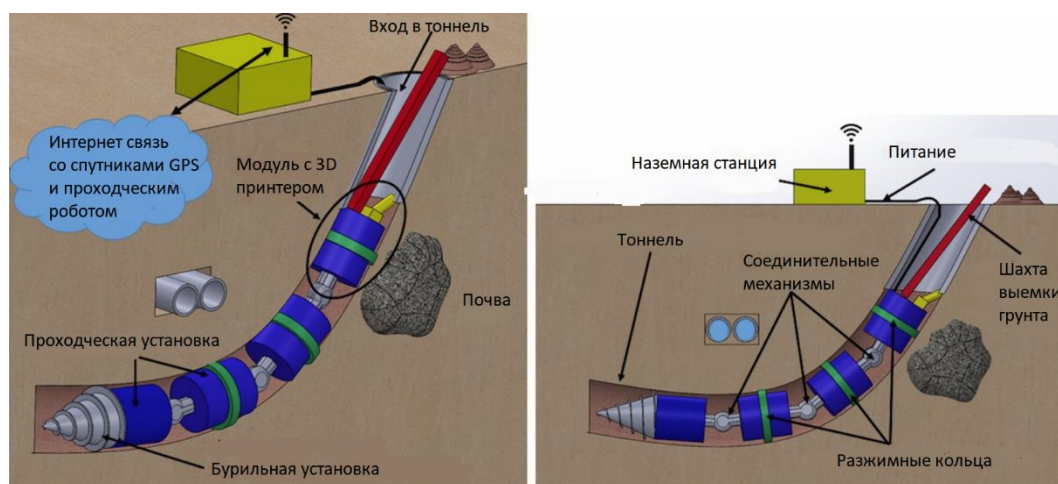 Вход в тоннель
Интернет связь
со спутниками GPS
и проходческим
роботом
Модуль с 3D
принтером
Почва
Проходческая установка
Бурильная установка
Наземная станция
Питание
Тоннель
Соединительные
механизмы
Шахта
выемки
грунта
Разжимные кольца